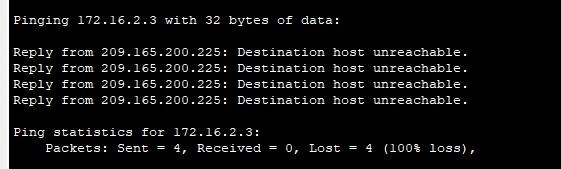 Pinging 172.16.2.3 with 32 bytes of data:
Reply from 209.165.200.225: Destination host unreachable.
Reply from 209.165.200.225: Destination host unreachable.
Reply from 209.165.200.225: Destination host unreachable.
Reply from 209.165.200.225: Destination host unreachable.
Ping statistics for 172.16.2.3:
Packets: Sent = 4, Received = 0, Lost = 4 (100% loss),